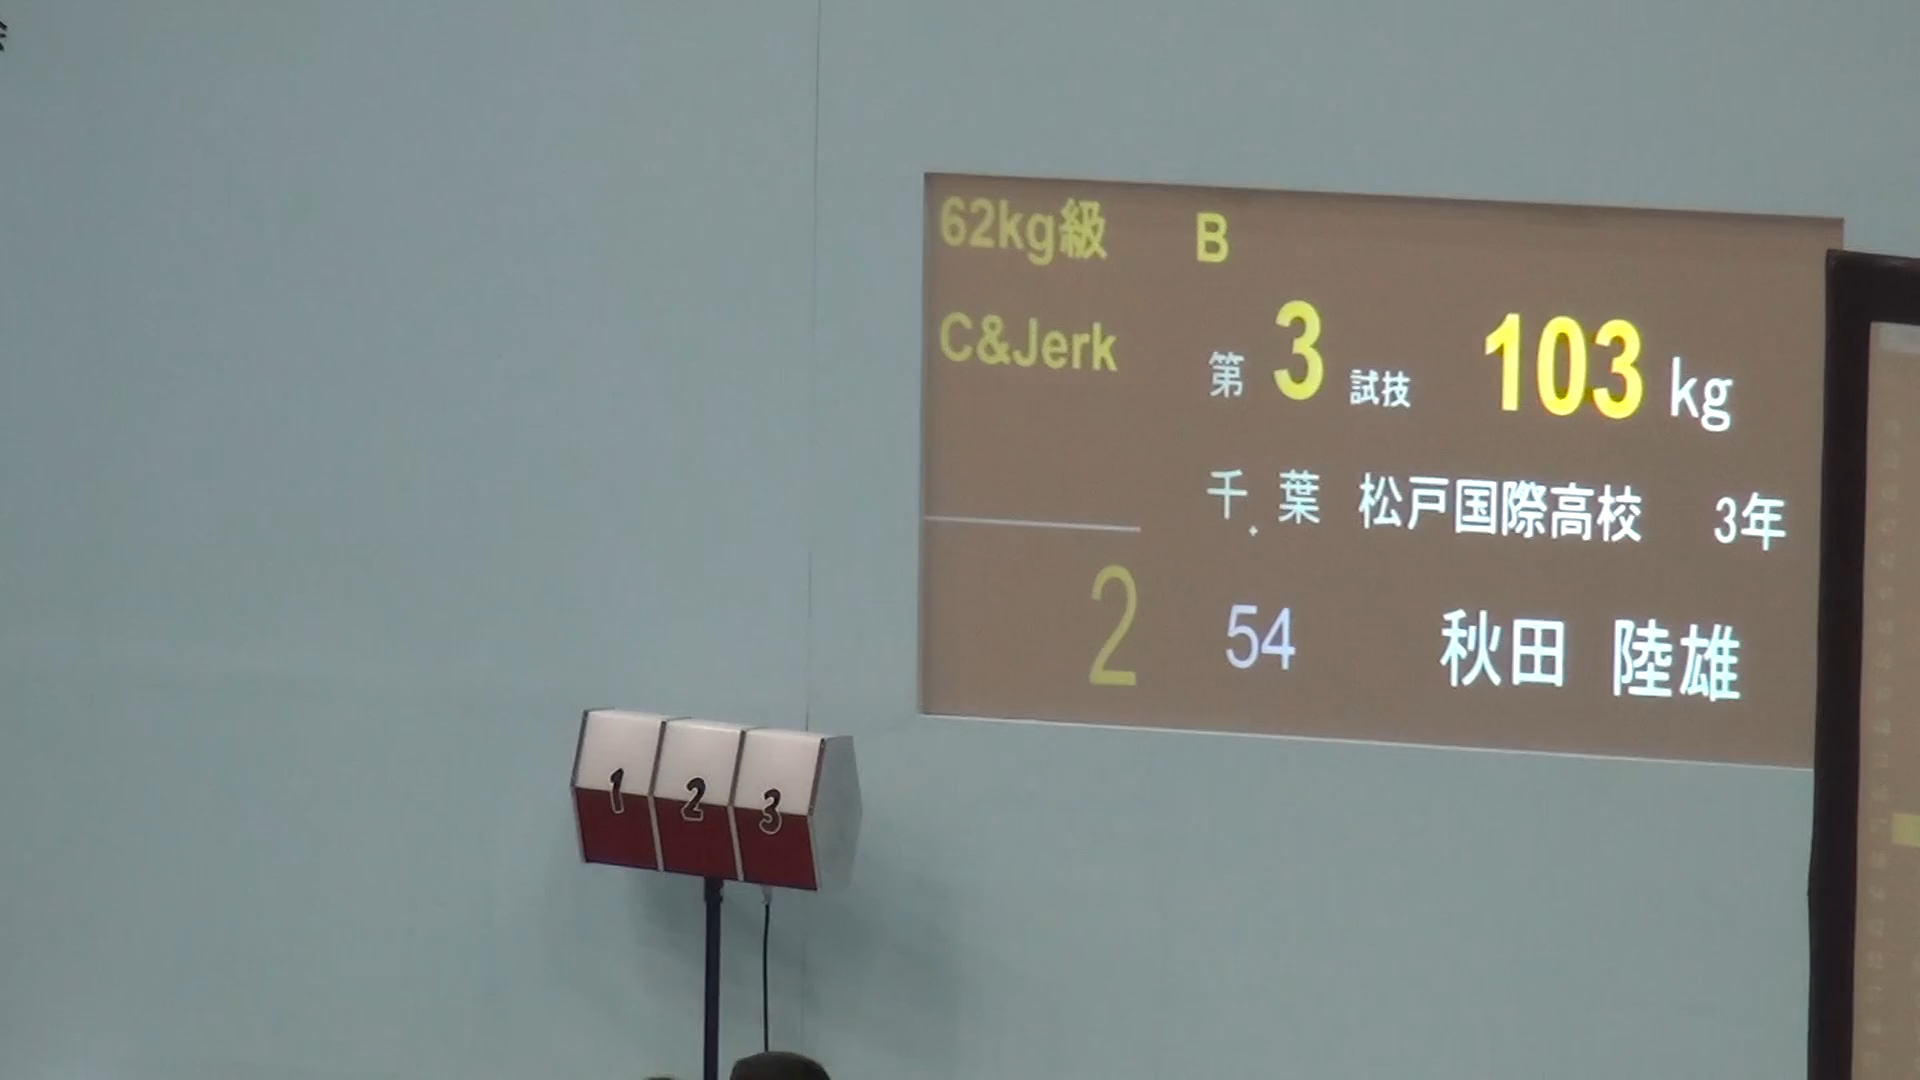 62kg級 B
C&Jerk 第 3 試技 103 kg
千 葉 松戸国際高校 3年
2 54 秋田 陸雄
1 2 3